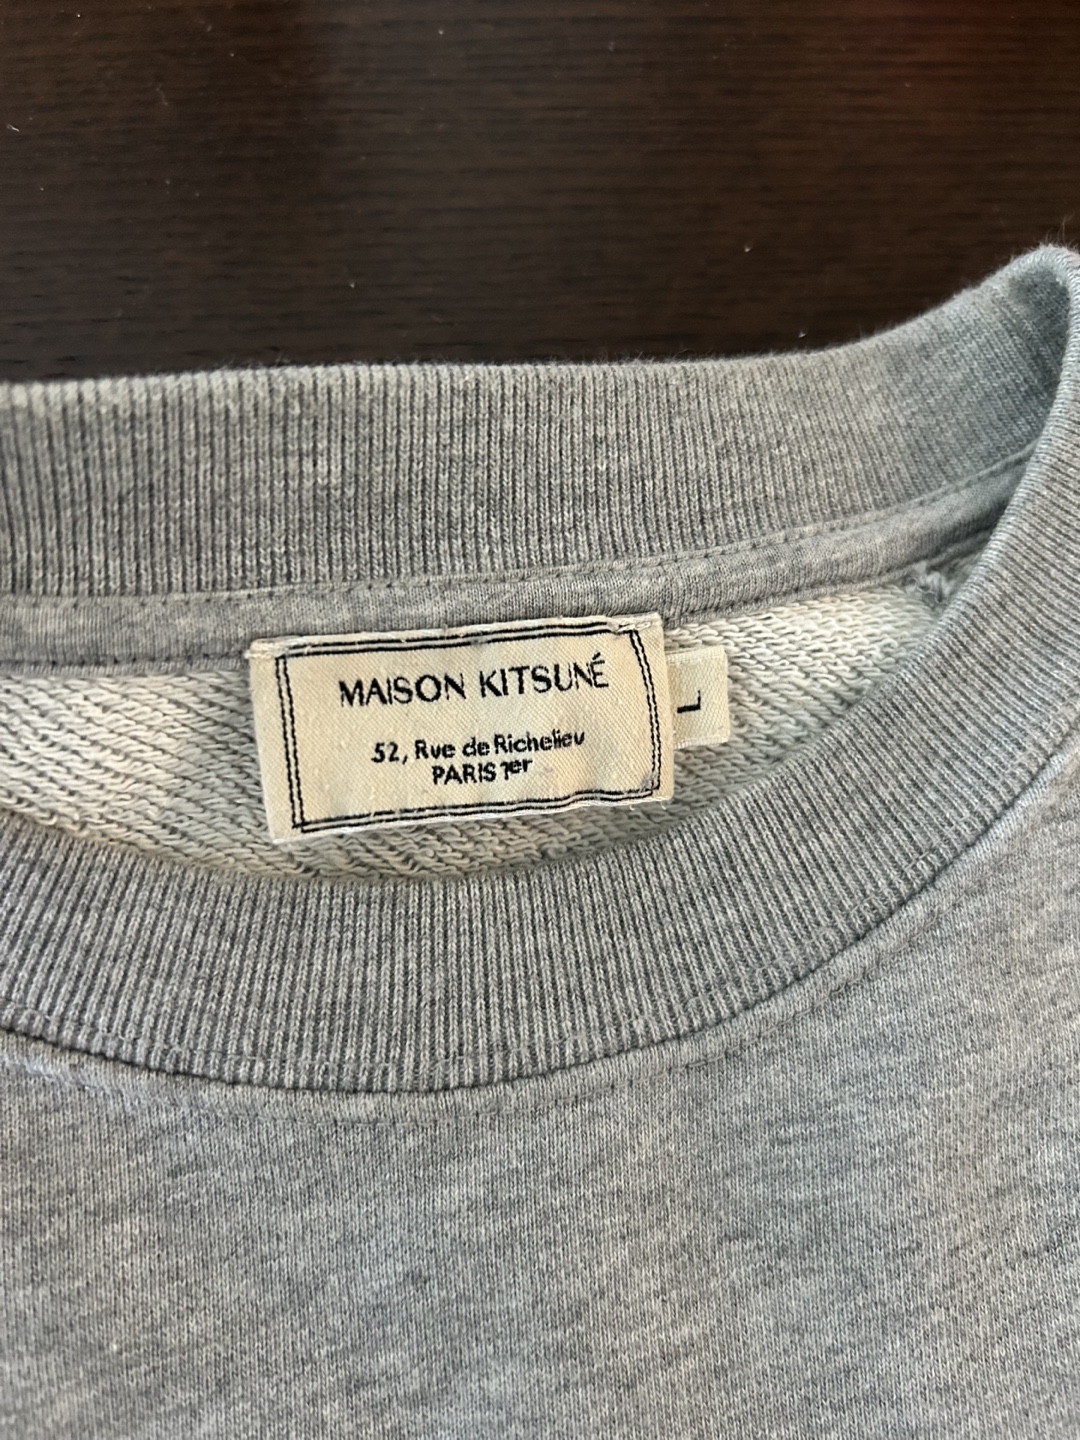 MAISON KITSUNÉ
L
52, Rue de Richelieu
PARIS 1er